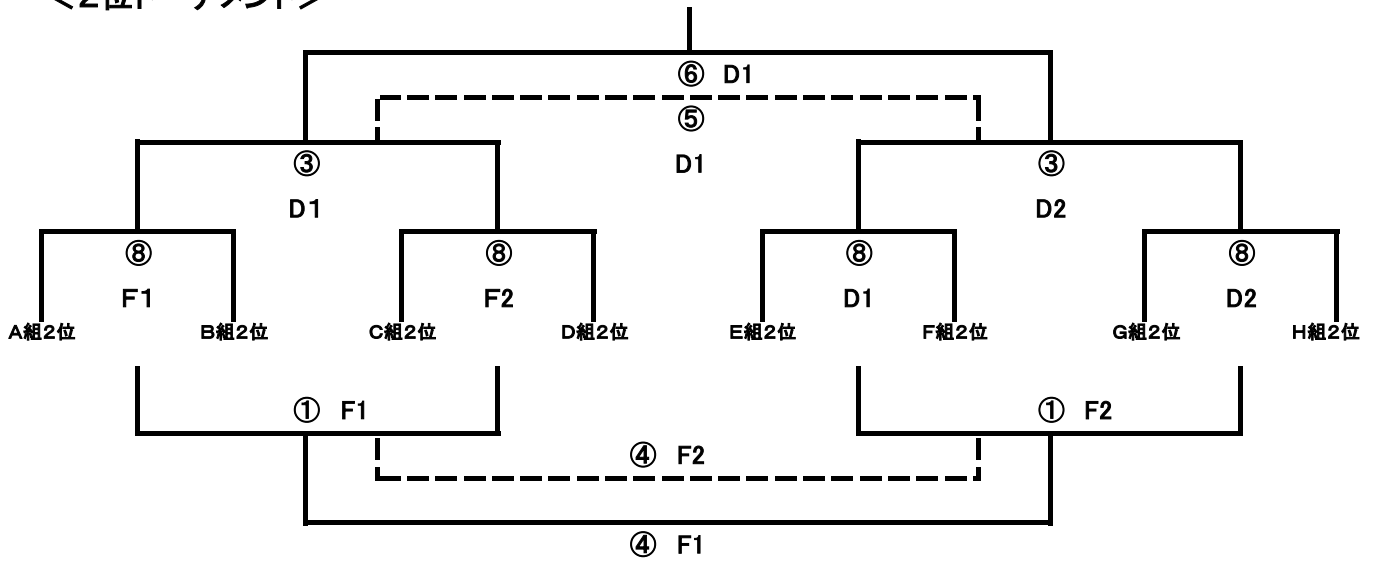 <2位トーナメント>
⑥ D1
⑤
D1
③ ③
D1 D2
⑧ ⑧ ⑧ ⑧
F1 F2 D1 D2
A組2位 B組2位 C組2位 D組2位 E組2位 F組2位 G組2位 H組2位
① F1 ① F2
④ F2
④ F1